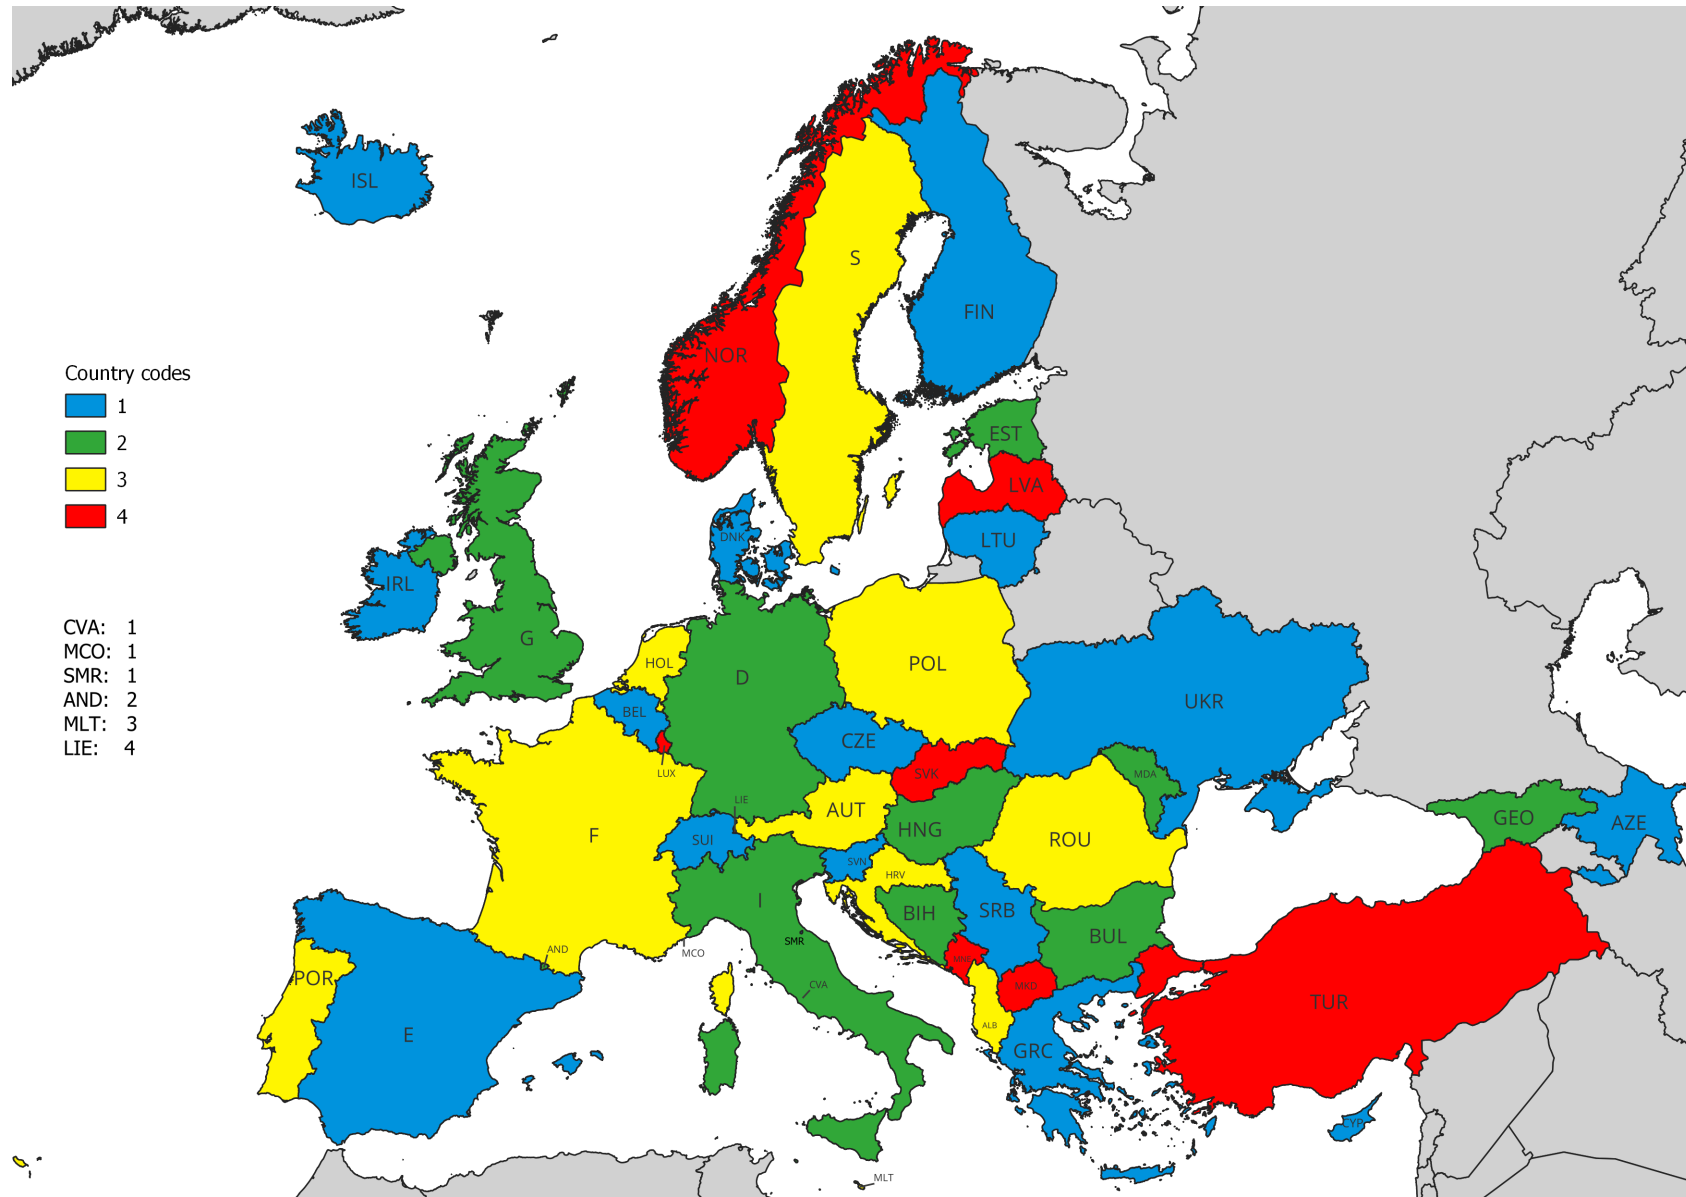 ISL
S
FIN
NOR
Country codes
1
2
3
4
EST
LVA
DNK
LTU
IRL
G
CVA: 1
MCO: 1
SMR: 1
AND: 2
MLT: 3
LIE: 4
HOL
D
POL
BEL
UKR
CZE
LUX
SVK
MDA
LIE
AUT
HNG
GEO
AZE
F
SUI
ROU
SVN
HRV
I
BIH
SRB
BUL
SMR
AND
MCO
MNE
POR
CVA
MKD
TUR
E
ALB
GRC
CYP
MLT